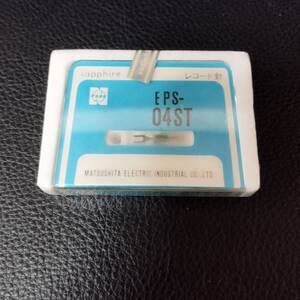 sapphire レコード針
EPS-
04ST
MATSUSHITA ELECTRIC INDUSTRIAL CO.,LTD.